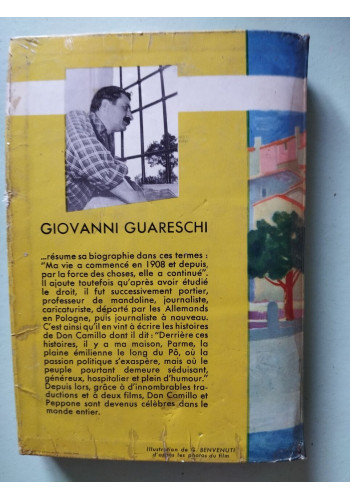 GIOVANNI GUARESCHI
...résume sa biographie dans ces termes :
"Ma vie a commencé en 1908 et depuis,
par la force des choses, elle a continué".
Il ajoute toutefois qu'après avoir étudié
le droit, il fut successivement portier,
professeur de mandoline, journaliste,
caricaturiste, déporté par les Allemands
en Pologne, puis journaliste à nouveau.
C'est ainsi qu'il en vint à écrire les histoires
de Don Camillo dont il dit : "Derrière ces
histoires, il y a ma maison, Parme, la
plaine émilienne le long du Pô, où la
passion politique s'exaspère, mais où le
peuple pourtant demeure séduisant,
généreux, hospitalier et plein d'humour."
Depuis lors, grâce à d'innombrables tra-
ductions et à deux films, Don Camillo et
Peppone sont devenus célèbres dans le
monde entier.
Illustration de G. BENVENUTI
d'après les photos du film